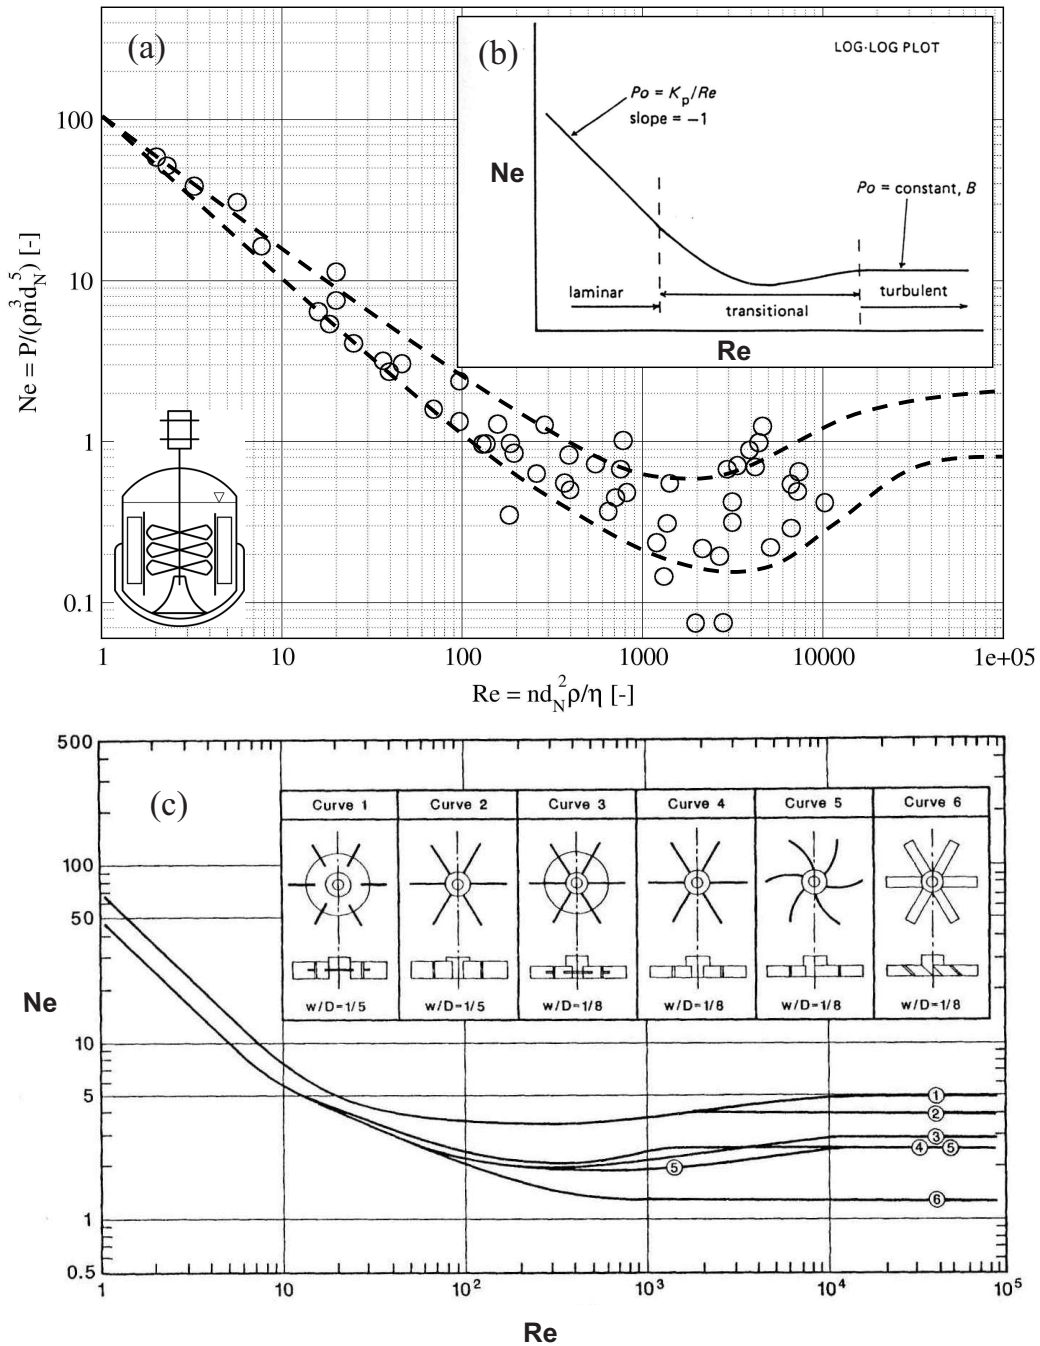 (a)
100
10
1
0.1
Ne = P/(ρn³d_N⁵) [-]
1 10 100 1000 10000 1e+05
Re = nd_N²ρ/η [-]
(b)
LOG·LOG PLOT
Po = K_p/Re
slope = −1
Ne
Po = constant, B
laminar
transitional
turbulent
Re
(c)
500
100
50
10
5
1
0.5
Ne
Curve 1 Curve 2 Curve 3 Curve 4 Curve 5 Curve 6
w/D=1/5 w/D=1/5 w/D=1/8 w/D=1/8 w/D=1/8 w/D=1/8
1
2
3
4 5
5
6
1 10 10² 10³ 10⁴ 10⁵
Re